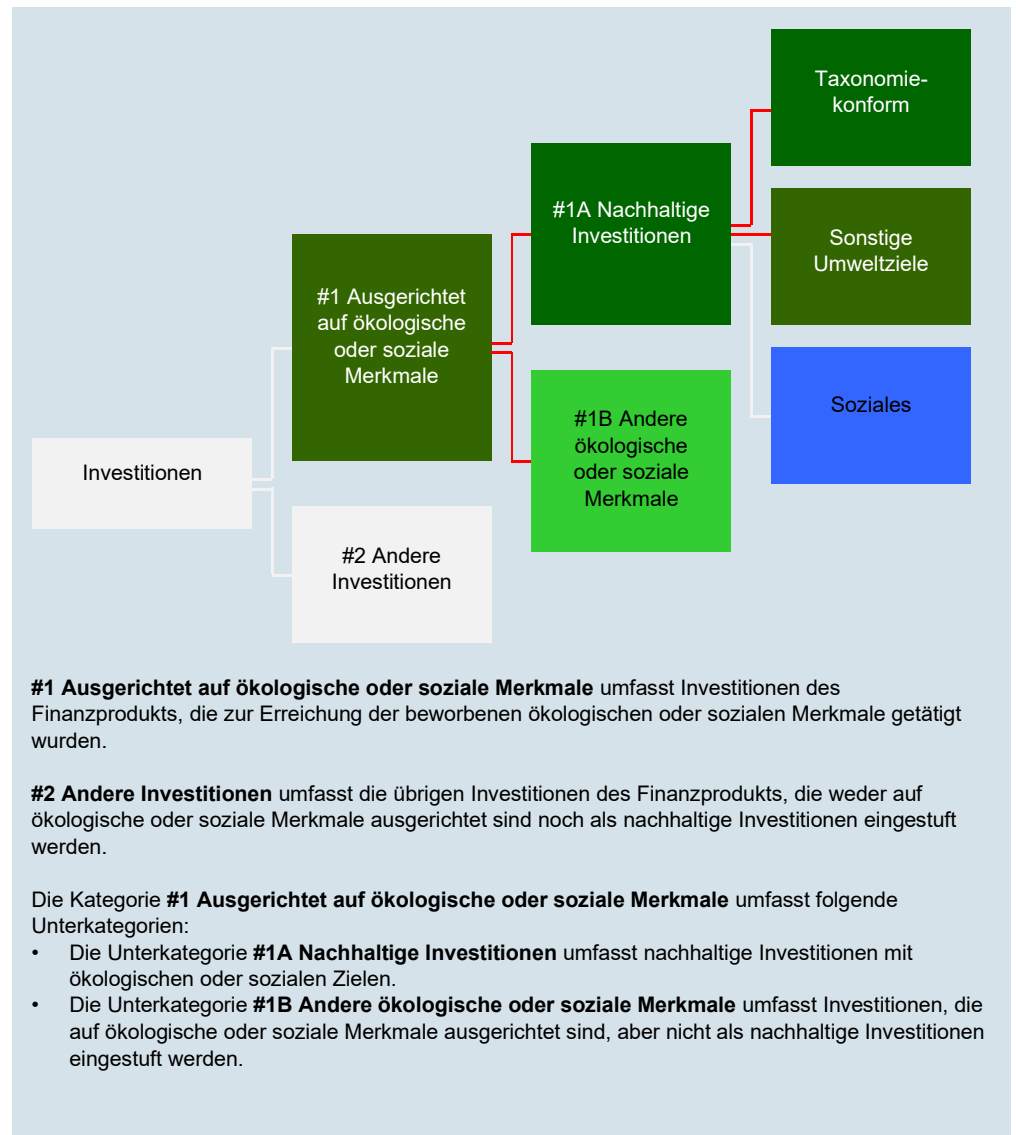 Taxonomie-
konform
#1A Nachhaltige
Investitionen
Sonstige
Umweltziele
#1 Ausgerichtet
auf ökologische
oder soziale
Merkmale
Soziales
#1B Andere
ökologische
oder soziale
Merkmale
Investitionen
#2 Andere
Investitionen
#1 Ausgerichtet auf ökologische oder soziale Merkmale umfasst Investitionen des
Finanzprodukts, die zur Erreichung der beworbenen ökologischen oder sozialen Merkmale getätigt
wurden.
#2 Andere Investitionen umfasst die übrigen Investitionen des Finanzprodukts, die weder auf
ökologische oder soziale Merkmale ausgerichtet sind noch als nachhaltige Investitionen eingestuft
werden.
Die Kategorie #1 Ausgerichtet auf ökologische oder soziale Merkmale umfasst folgende
Unterkategorien:
• Die Unterkategorie #1A Nachhaltige Investitionen umfasst nachhaltige Investitionen mit
ökologischen oder sozialen Zielen.
• Die Unterkategorie #1B Andere ökologische oder soziale Merkmale umfasst Investitionen, die
auf ökologische oder soziale Merkmale ausgerichtet sind, aber nicht als nachhaltige Investitionen
eingestuft werden.